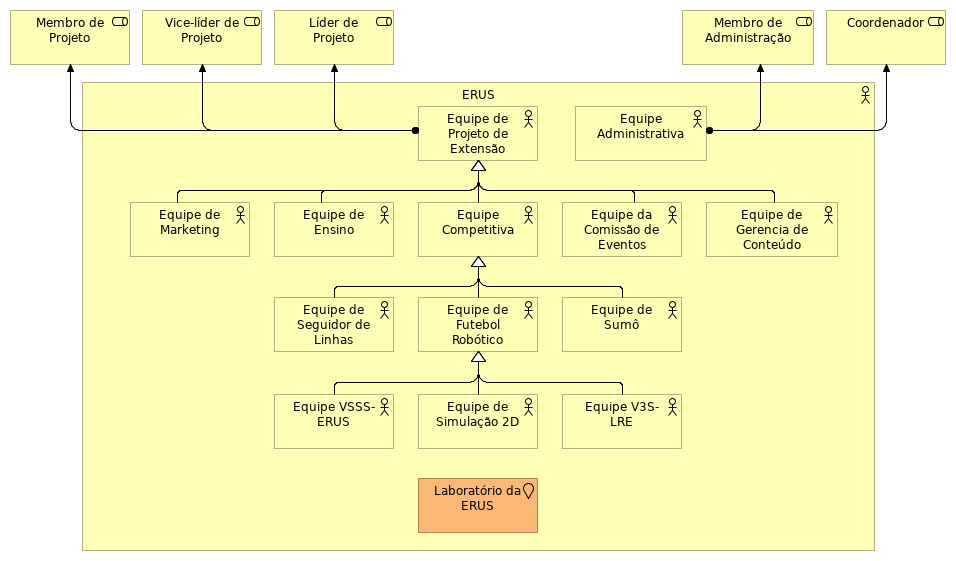 Membro de
Projeto
Vice-líder de
Projeto
Líder de
Projeto
Membro de
Administração
Coordenador
ERUS
Equipe de
Projeto de
Extensão
Equipe
Administrativa
Equipe de
Marketing
Equipe de
Ensino
Equipe
Competitiva
Equipe da
Comissão de
Eventos
Equipe de
Gerencia de
Conteúdo
Equipe de
Seguidor de
Linhas
Equipe de
Futebol
Robótico
Equipe de
Sumô
Equipe VSSS-
ERUS
Equipe de
Simulação 2D
Equipe V3S-
LRE
Laboratório da
ERUS